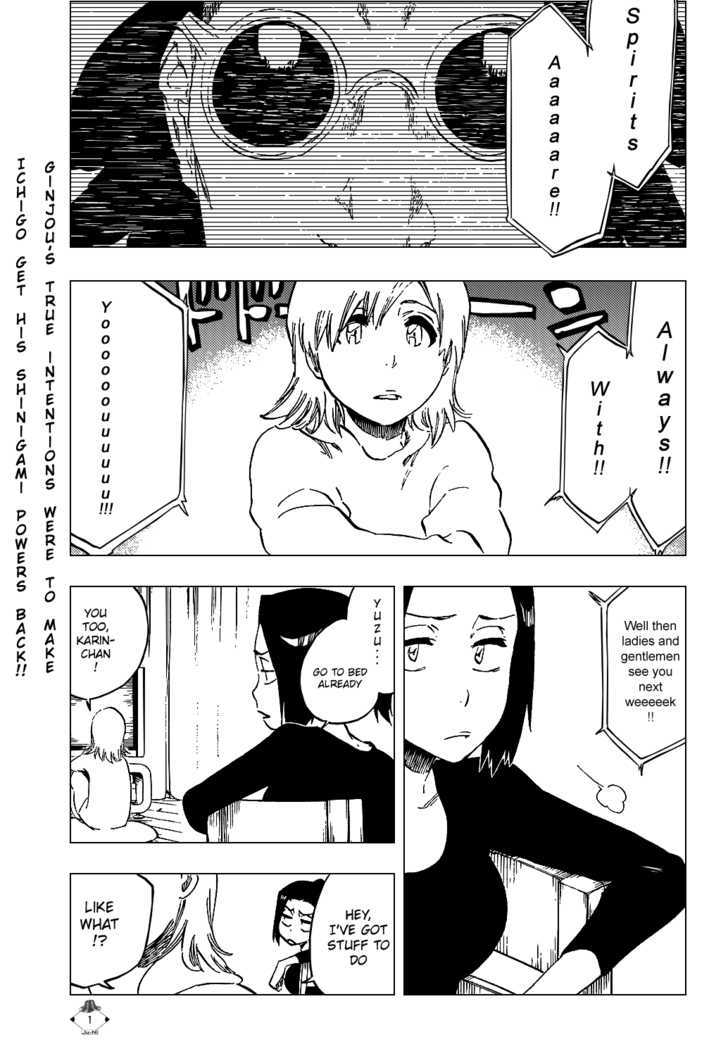 Spirits
Aaaaaaare!!
Always!!
With!!
Yoooooouuuuuu!!!
Well then
ladies and
gentlemen
see you
next
weeeeek
!!
YUZU...
GO TO BED
ALREADY
YOU
TOO,
KARIN-
CHAN
!
HEY,
I'VE GOT
STUFF TO
DO
LIKE
WHAT
!?
GINJOU'S TRUE INTENTIONS WERE TO MAKE
ICHIGO GET HIS SHINIGAMI POWERS BACK!!
1